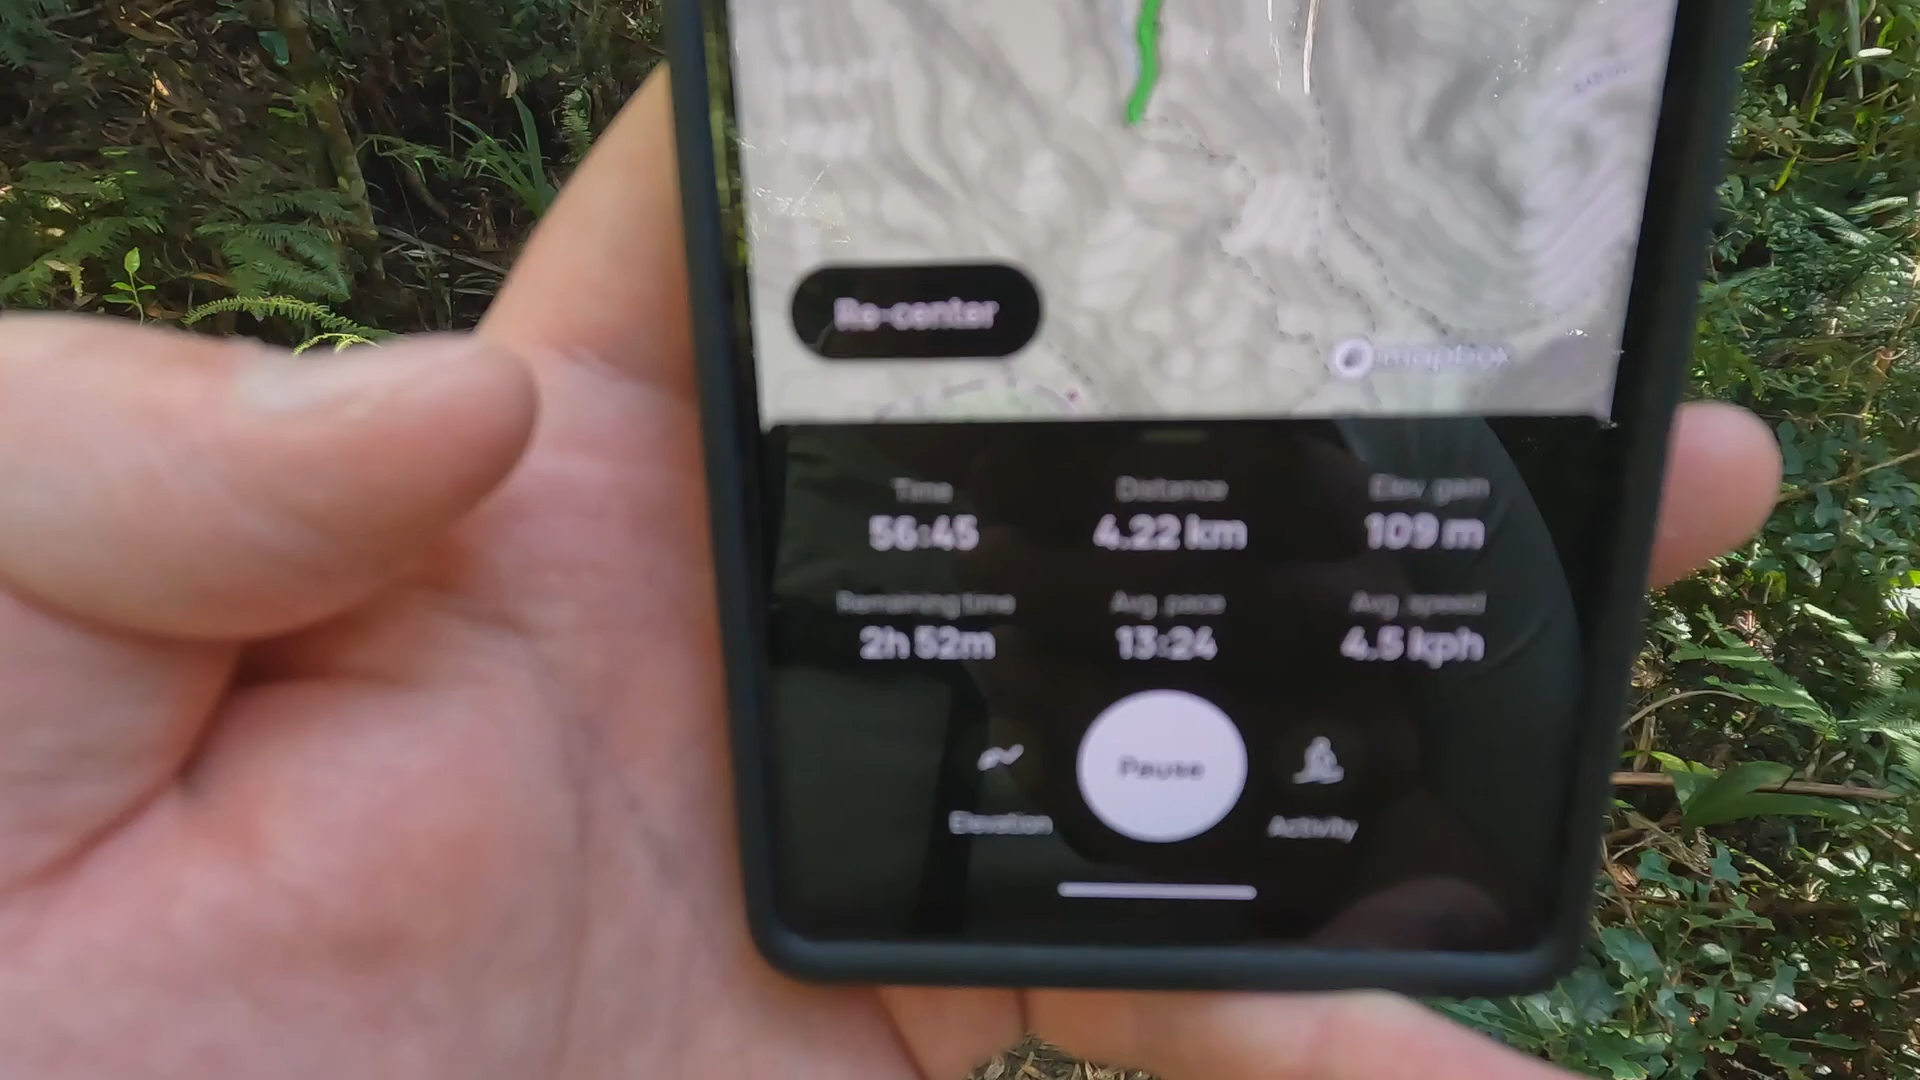 Re-center
mapbox
Time Distance Elev. gain
56:45 4.22 km 109 m
Remaining time Avg. pace Avg. speed
2h 52m 13:24 4.5 kph
Pause
Elevation Activity